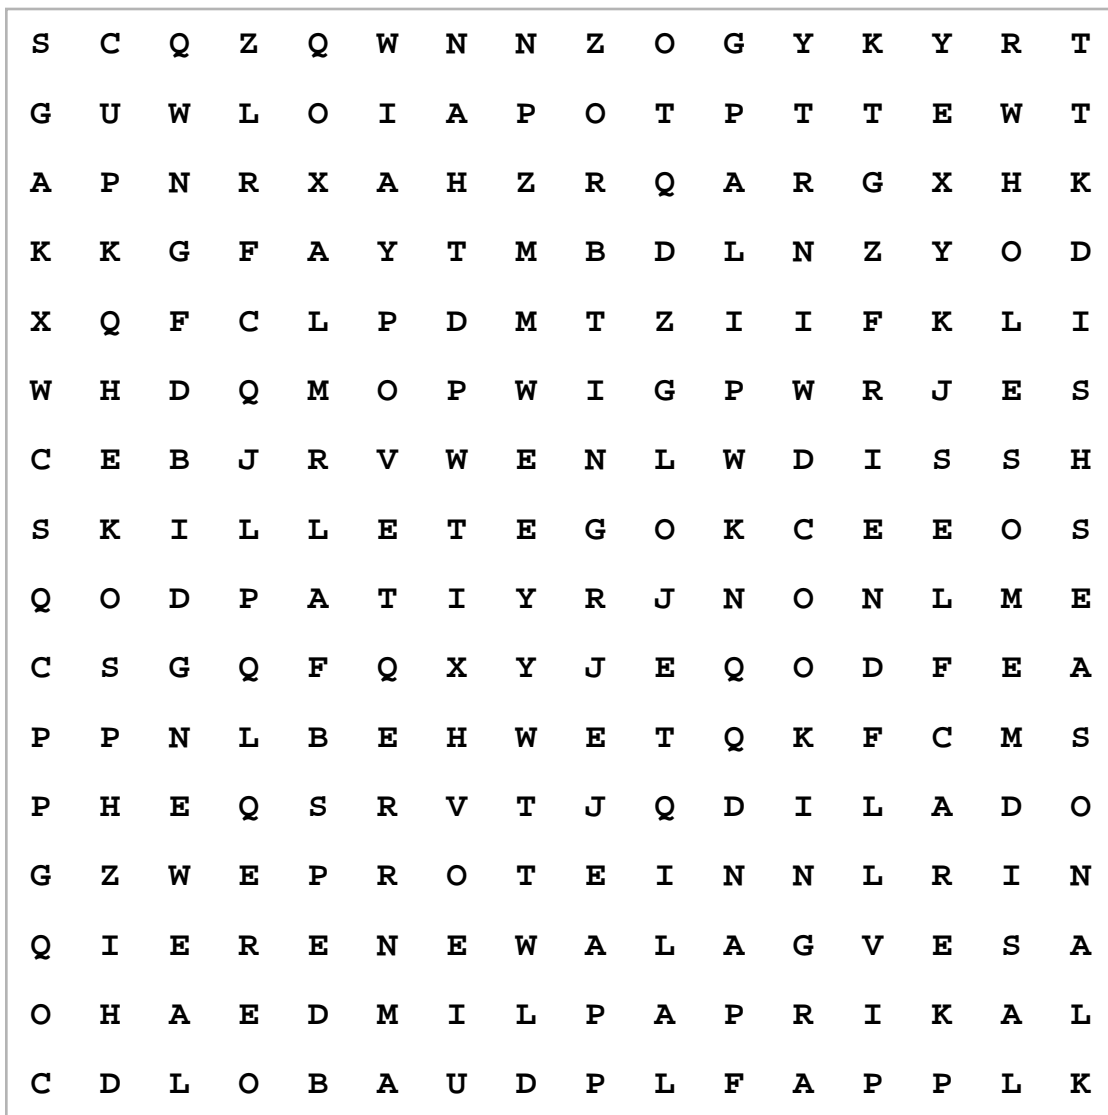 S C Q Z Q W N N Z O G Y K Y R T
G U W L O I A P O T P T T E W T
A P N R X A H Z R Q A R G X H K
K K G F A Y T M B D L N Z Y O D
X Q F C L P D M T Z I I F K L I
W H D Q M O P W I G P W R J E S
C E B J R V W E N L W D I S S H
S K I L L E T E G O K C E E O S
Q O D P A T I Y R J N O N L M E
C S G Q F Q X Y J E Q O D F E A
P P N L B E H W E T Q K F C M S
P H E Q S R V T J Q D I L A D O
G Z W E P R O T E I N N L R I N
Q I E R E N E W A L A G V E S A
O H A E D M I L P A P R I K A L
C D L O B A U D P L F A P P L K